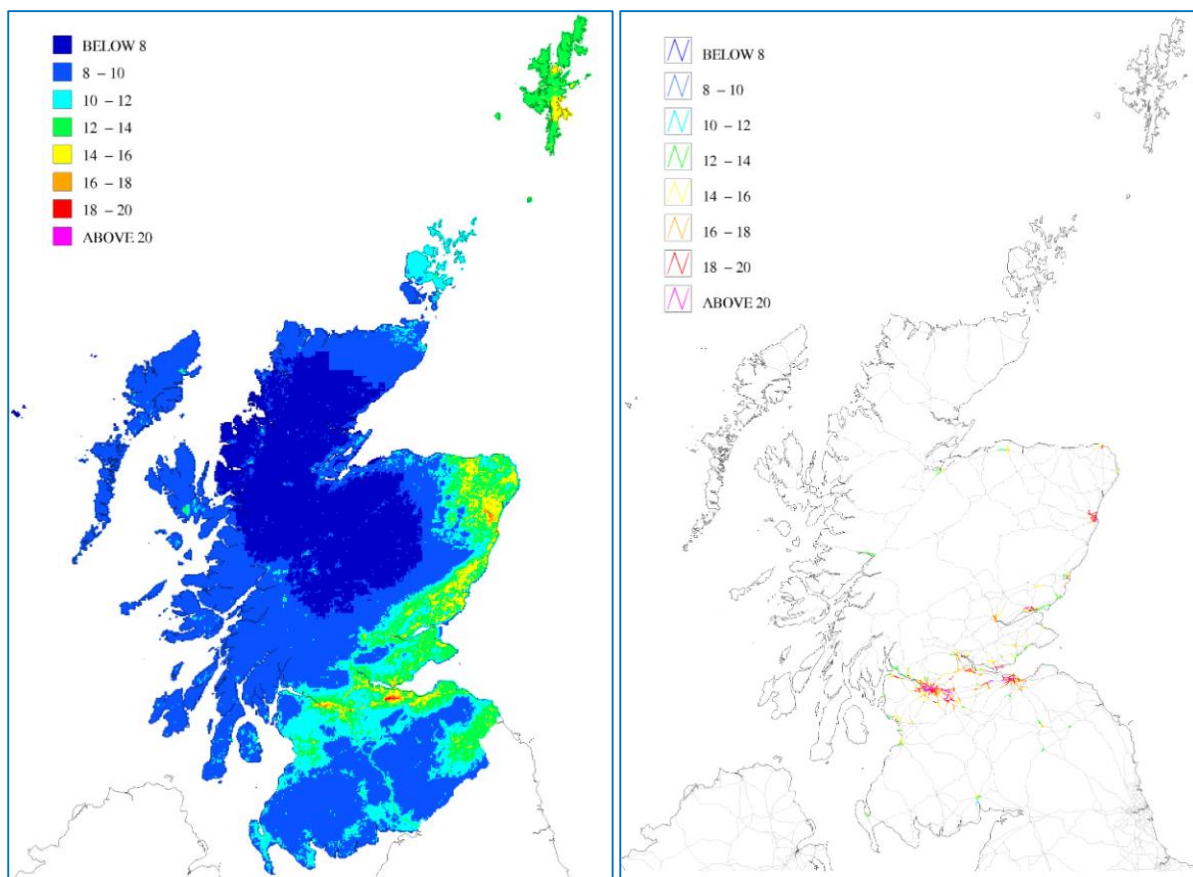 BELOW 8
8 – 10
10 – 12
12 – 14
14 – 16
16 – 18
18 – 20
ABOVE 20
BELOW 8
8 – 10
10 – 12
12 – 14
14 – 16
16 – 18
18 – 20
ABOVE 20